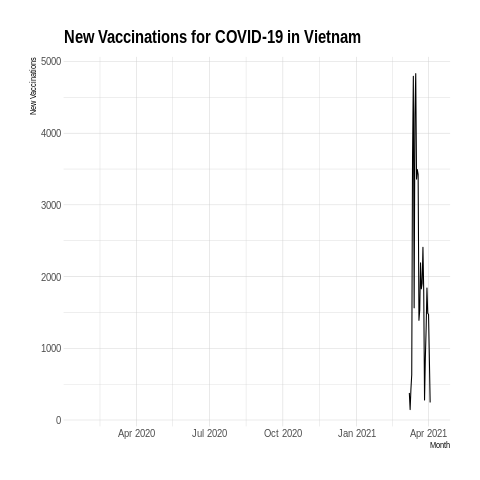 New Vaccinations for COVID-19 in Vietnam
New Vaccinations
5000
4000
3000
2000
1000
0
Apr 2020 Jul 2020 Oct 2020 Jan 2021 Apr 2021
Month